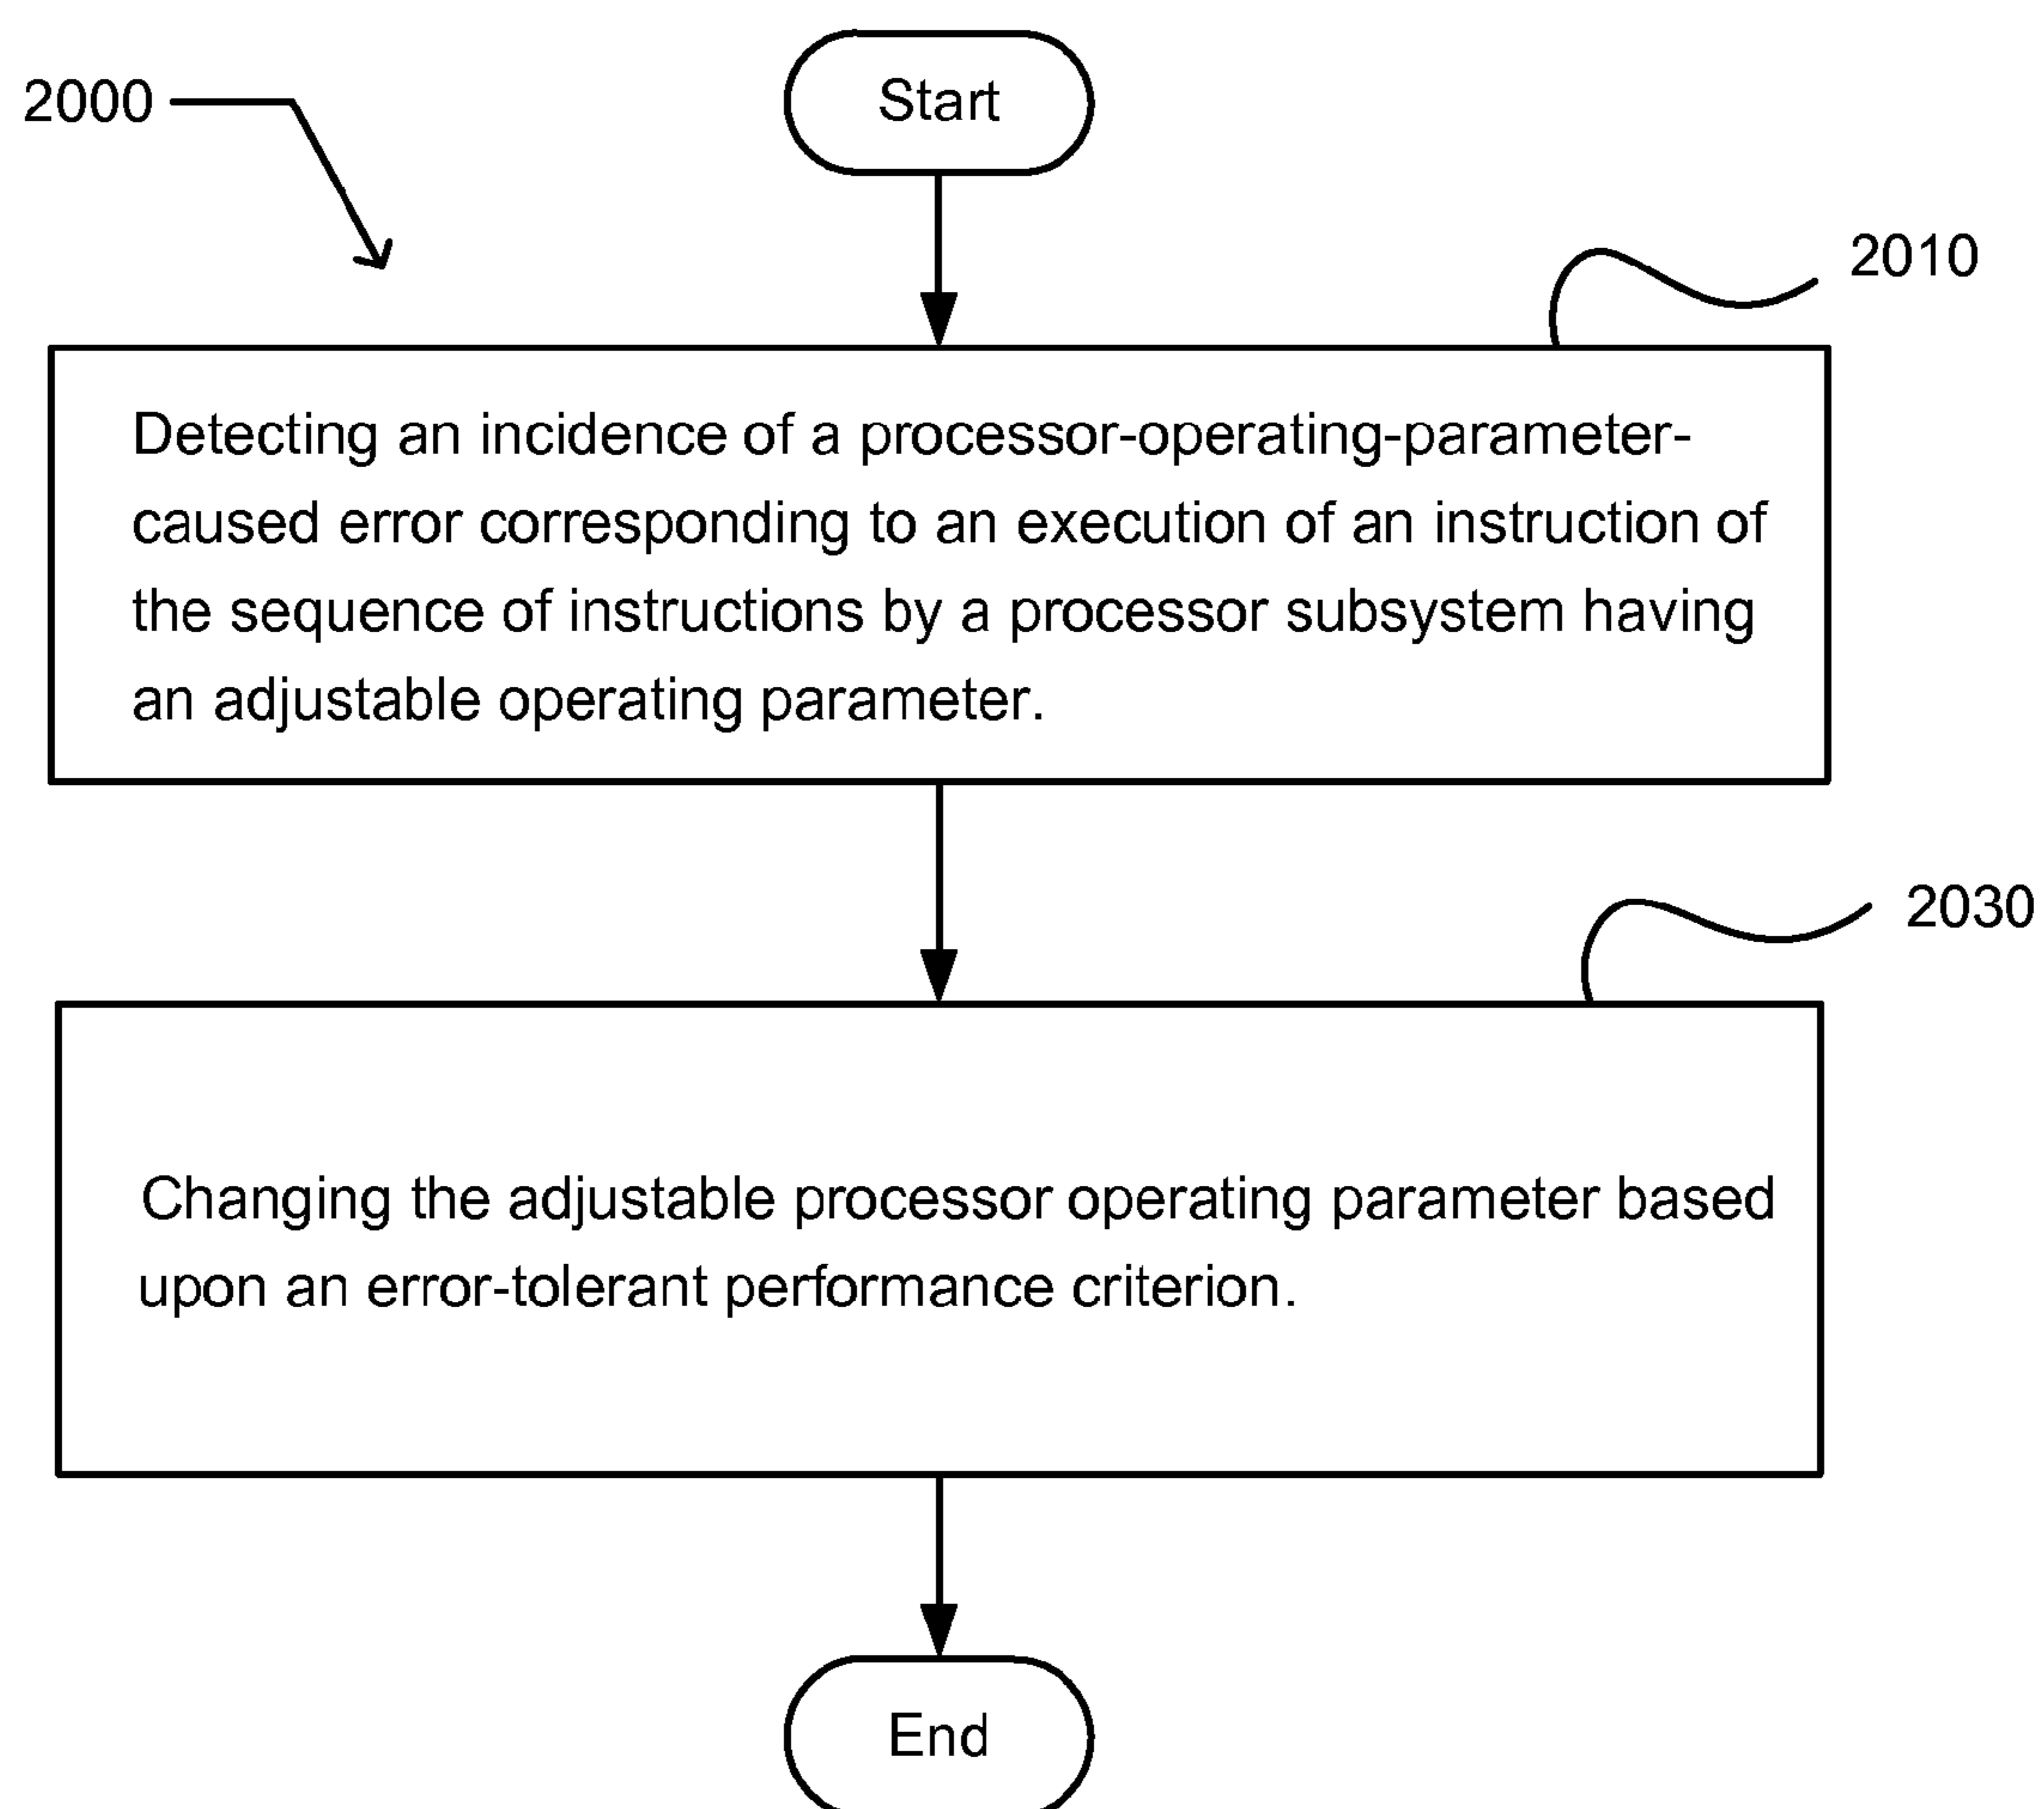 Start
2000
2010
Detecting an incidence of a processor-operating-parameter-
caused error corresponding to an execution of an instruction of
the sequence of instructions by a processor subsystem having
an adjustable operating parameter.
2030
Changing the adjustable processor operating parameter based
upon an error-tolerant performance criterion.
End